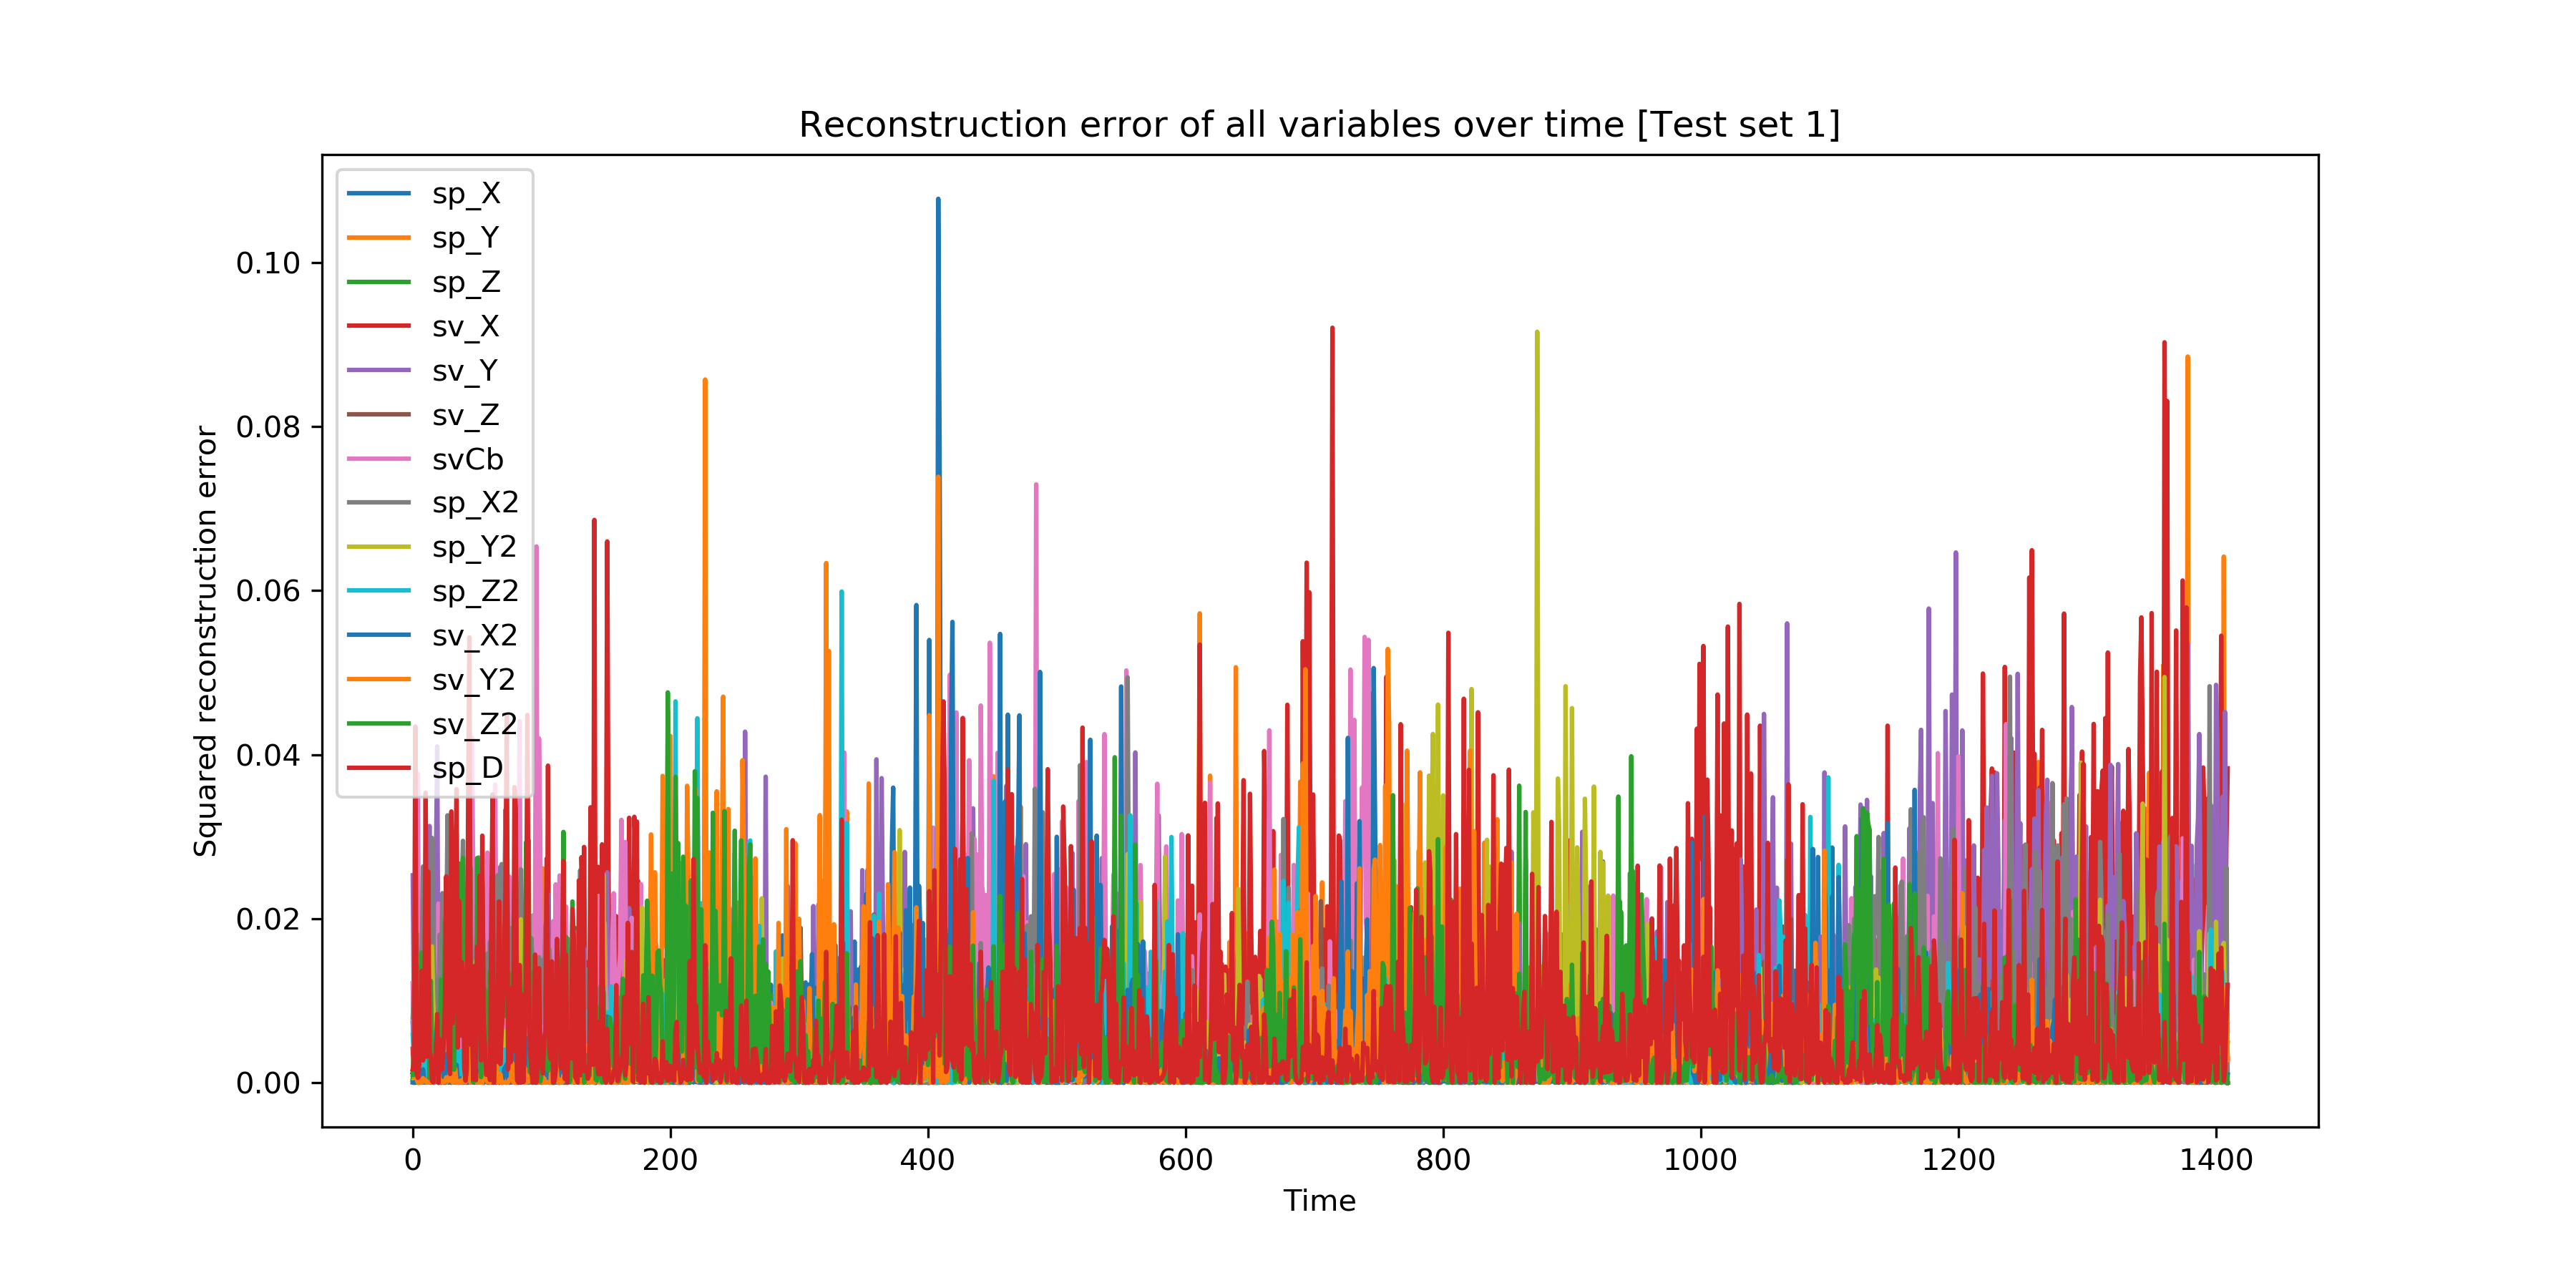 Reconstruction error of all variables over time [Test set 1]
sp_X
sp_Y
sp_Z
sv_X
sv_Y
sv_Z
svCb
sp_X2
sp_Y2
sp_Z2
sv_X2
sv_Y2
sv_Z2
sp_D
Squared reconstruction error
0.10
0.08
0.06
0.04
0.02
0.00
0 200 400 600 800 1000 1200 1400
Time